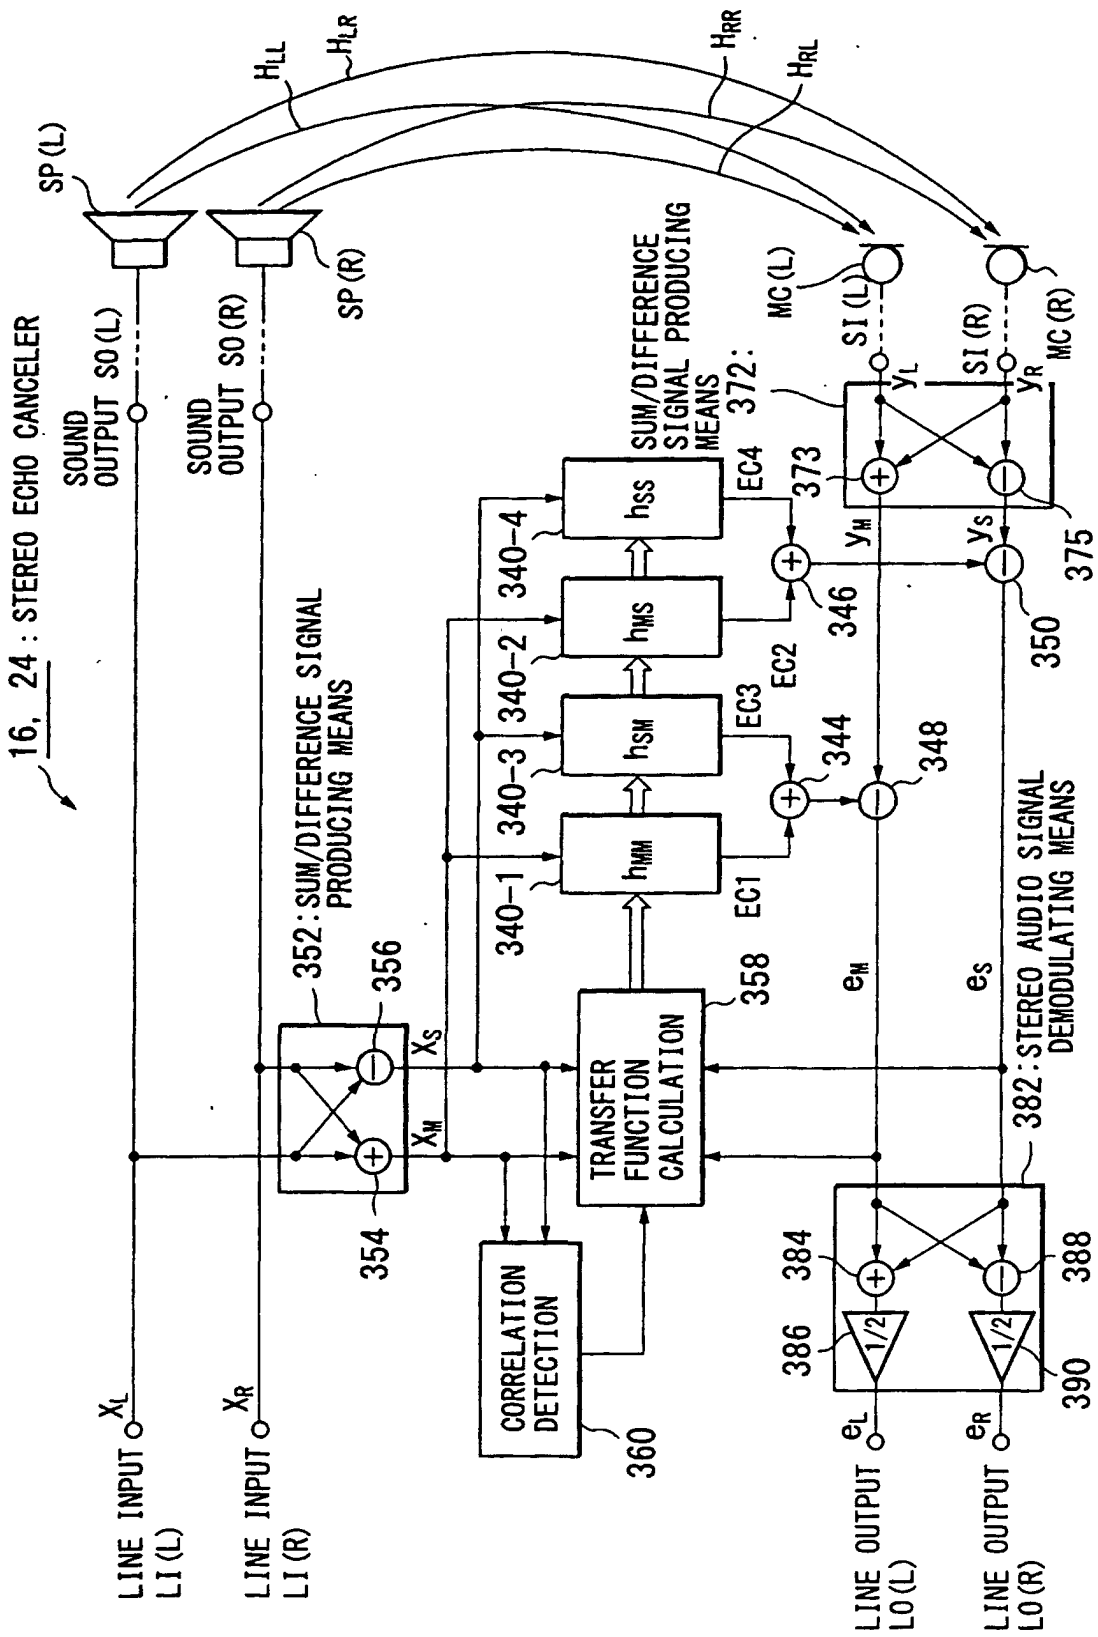 16, 24 : STEREO ECHO CANCELER
LINE INPUT
LI(L)
XL
SOUND
OUTPUT SO(L)
SP(L)
HLL
HLR
LINE INPUT
LI(R)
XR
SOUND
OUTPUT SO(R)
SP(R)
HRR
HRL
352:SUM/DIFFERENCE SIGNAL
PRODUCING MEANS
354
+
356
−
XM
XS
CORRELATION
DETECTION
360
TRANSFER
FUNCTION
CALCULATION
358
340-1
hMM
340-3
hSM
340-2
hMS
340-4
hSS
SUM/DIFFERENCE
SIGNAL PRODUCING
MEANS
372:
EC1
EC3
EC2
EC4
+
344
+
346
MC(L)
SI(L)
yL
373
+
yM
−
348
eM
384
+
386
1/2
eL
LINE OUTPUT
LO(L)
MC(R)
SI(R)
yR
375
−
yS
−
350
eS
388
−
390
1/2
eR
LINE OUTPUT
LO(R)
382:STEREO AUDIO SIGNAL
DEMODULATING MEANS